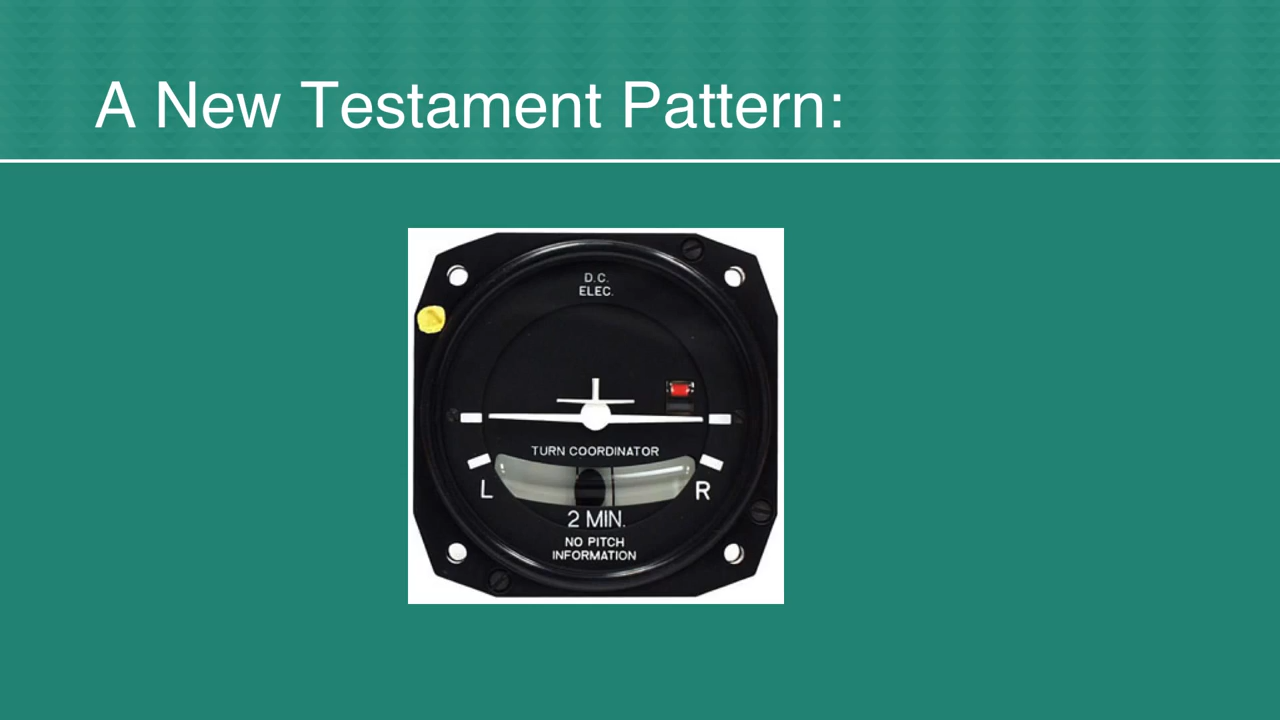 A New Testament Pattern:
D.C.
ELEC.
TURN COORDINATOR
L R
2 MIN.
NO PITCH
INFORMATION